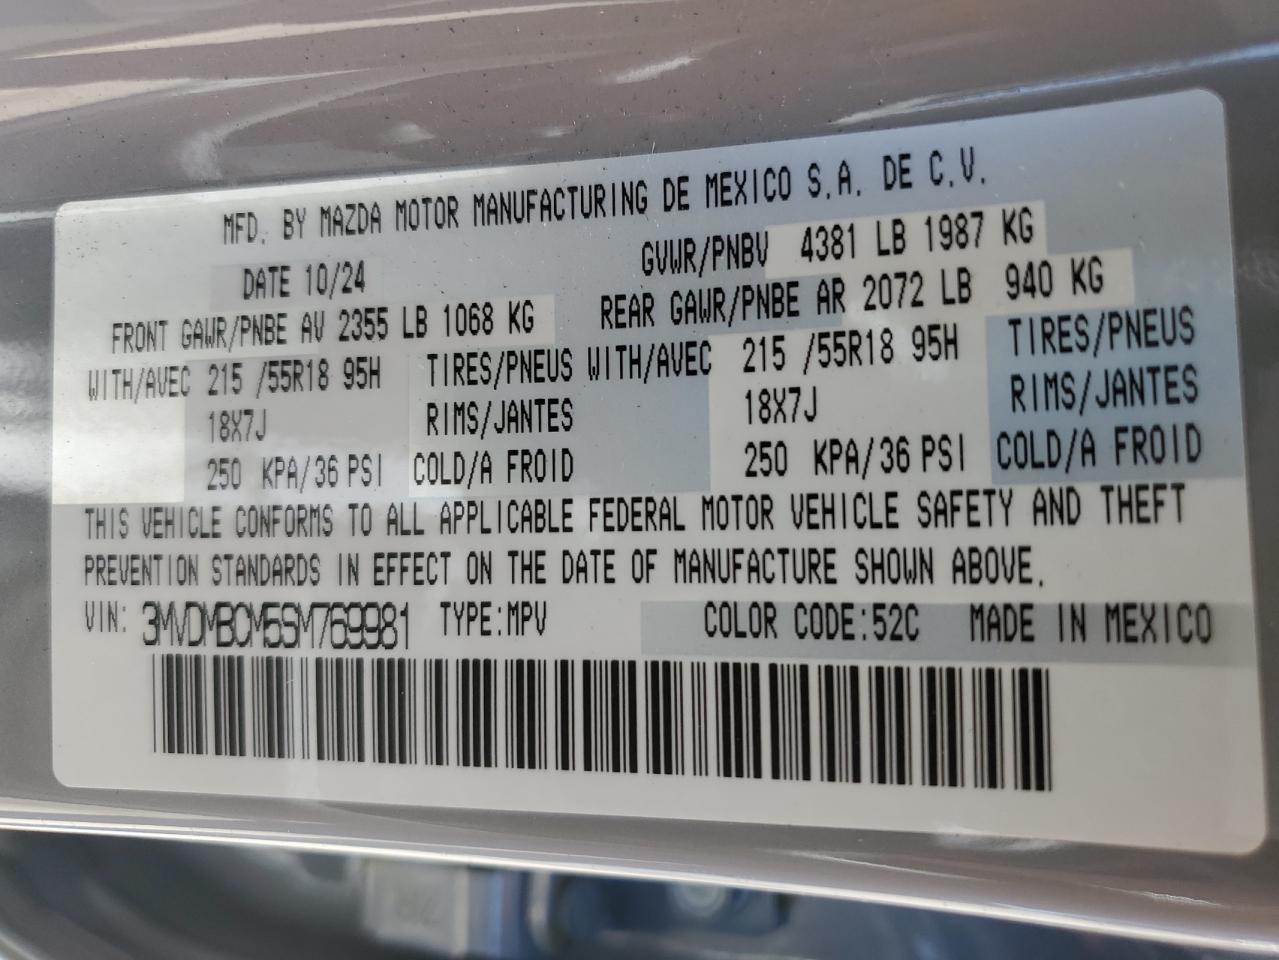 MFD. BY MAZDA MOTOR MANUFACTURING DE MEXICO S.A. DE C.V.
DATE 10/24 GVWR/PNBV 4381 LB 1987 KG
FRONT GAWR/PNBE AV 2355 LB 1068 KG REAR GAWR/PNBE AR 2072 LB 940 KG
WITH/AVEC 215 /55R18 95H TIRES/PNEUS WITH/AVEC 215 /55R18 95H TIRES/PNEUS
18X7J RIMS/JANTES 18X7J RIMS/JANTES
250 KPA/36 PSI COLD/A FROID 250 KPA/36 PSI COLD/A FROID
THIS VEHICLE CONFORMS TO ALL APPLICABLE FEDERAL MOTOR VEHICLE SAFETY AND THEFT
PREVENTION STANDARDS IN EFFECT ON THE DATE OF MANUFACTURE SHOWN ABOVE.
VIN: 3MVDMBCM5SM769981 TYPE:MPV COLOR CODE:52C MADE IN MEXICO